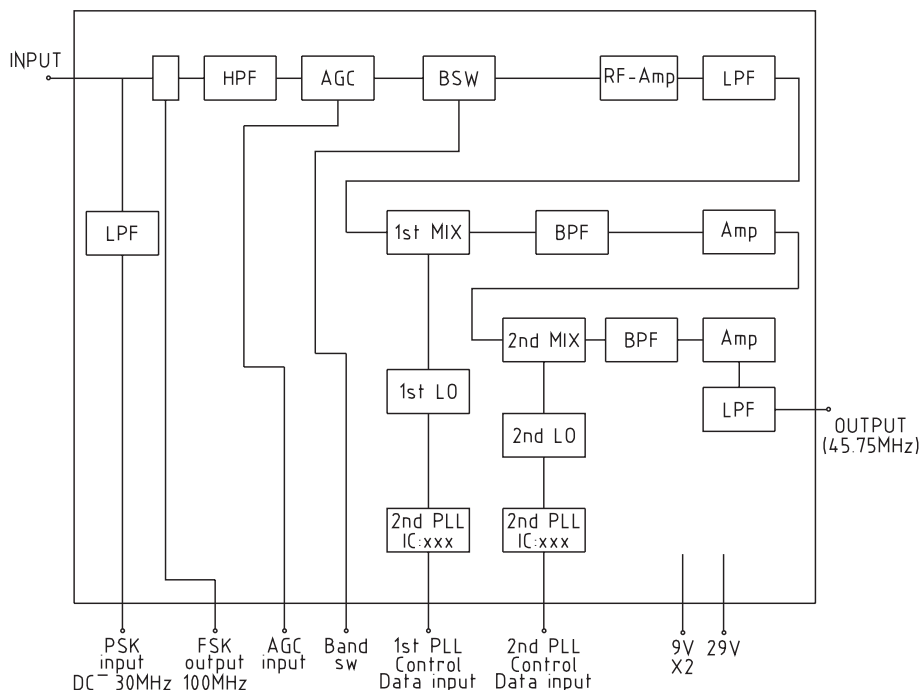 INPUT
HPF
AGC
BSW
RF-Amp
LPF
LPF
1st MIX
BPF
Amp
2nd MIX
BPF
Amp
1st LO
LPF
2nd LO
OUTPUT
(45.75MHz)
2nd PLL
IC:xxx
2nd PLL
IC:xxx
PSK
input
DC‾ 30MHz
FSK
output
100MHz
AGC
input
Band
sw
1st PLL
Control
Data input
2nd PLL
Control
Data input
9V
X2
29V